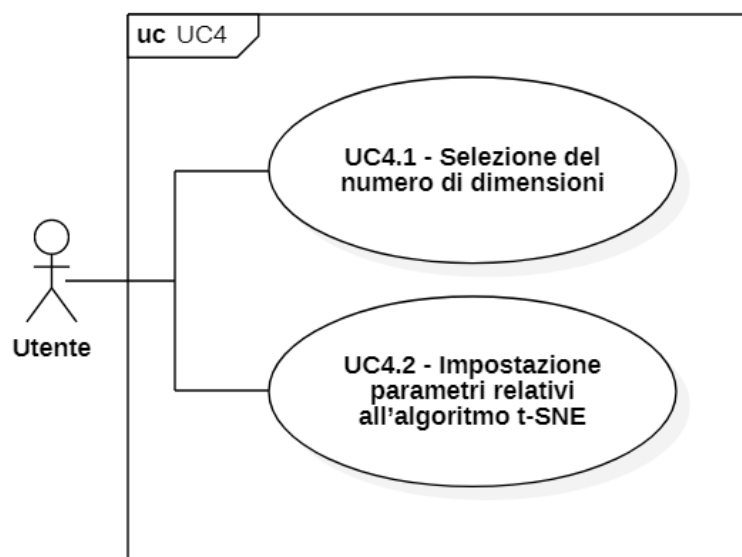 uc UC4
UC4.1 - Selezione del
numero di dimensioni
Utente
UC4.2 - Impostazione
parametri relativi
all’algoritmo t-SNE